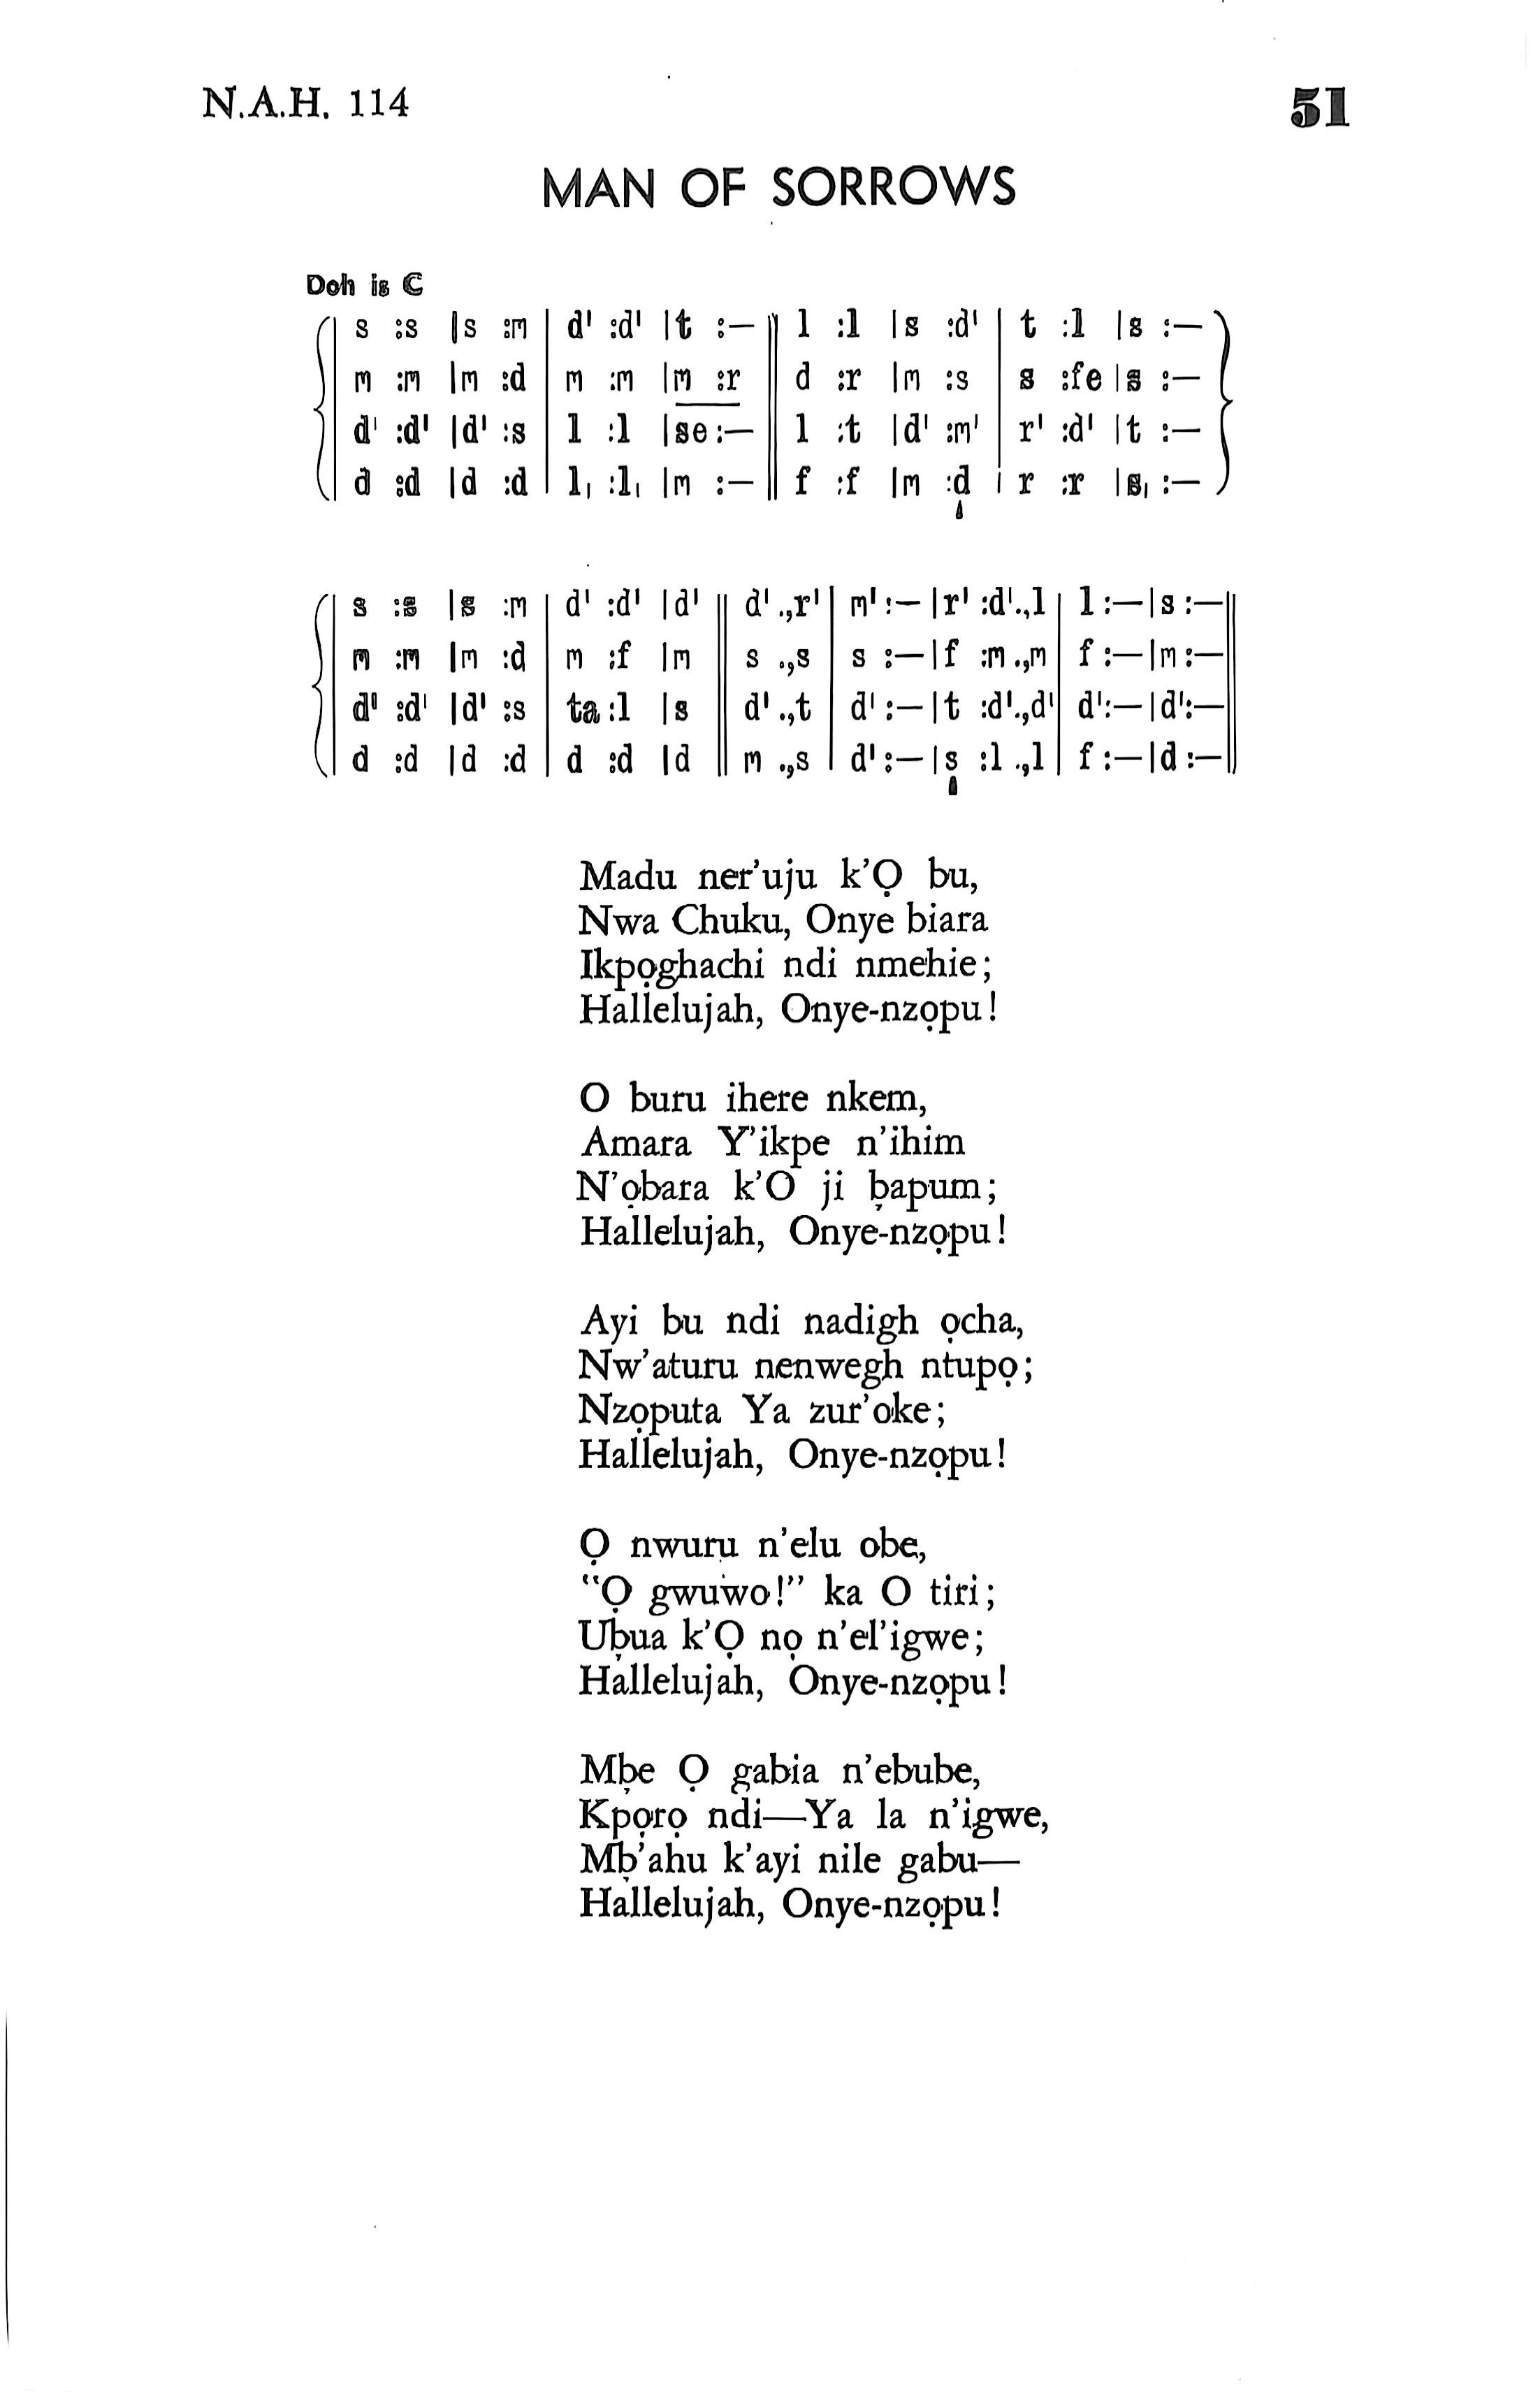 N.A.H. 114
51
MAN OF SORROWS
Doh is C
s :s |s :m | d' :d' |t :— || l :l |s :d' | t :l |s :—
m :m |m :d | m :m |m :r || d :r |m :s | s :fe |s :—
d' :d' |d' :s | l :l |se :— || l :t |d' :m' | r' :d' |t :—
d :d |d :d | l, :l, |m :— || f :f |m :d | r :r |s, :—
s :s |s :m | d' :d' |d' || d' .,r' | m' :— |r' :d'.,l | l :— |s :— ||
m :m |m :d | m :f |m || s .,s | s :— |f :m .,m | f :— |m :— ||
d' :d' |d' :s | ta :l |s || d' .,t | d' :— |t :d'.,d' | d' :— |d' :— ||
d :d |d :d | d :d |d || m .,s | d' :— |s :l .,l | f :— |d :— ||
Madu ner’uju k’Ọ bu,
Nwa Chuku, Onye biara
Ikpọghachi ndi nmehie;
Hallelujah, Onye-nzọpu!
O buru ihere nkem,
Amara Y’ikpe n’ihim
N’ọbara k’O ji ḅapum;
Hallelujah, Onye-nzọpu!
Ayi bu ndi nadigh ọcha,
Nw’aturu nenwegh ntupọ;
Nzọputa Ya zur’oke;
Hallelujah, Onye-nzọpu!
Ọ nwuru n’elu obe,
“Ọ gwuwo!” ka O tiri;
Uḅua k’Ọ nọ n’el’igwe;
Hallelujah, Onye-nzọpu!
Mḅe Ọ gabia n’ebube,
Kpọrọ ndi—Ya la n’igwe,
Mḅ’ahu k’ayi nile gabu—
Hallelujah, Onye-nzọpu!